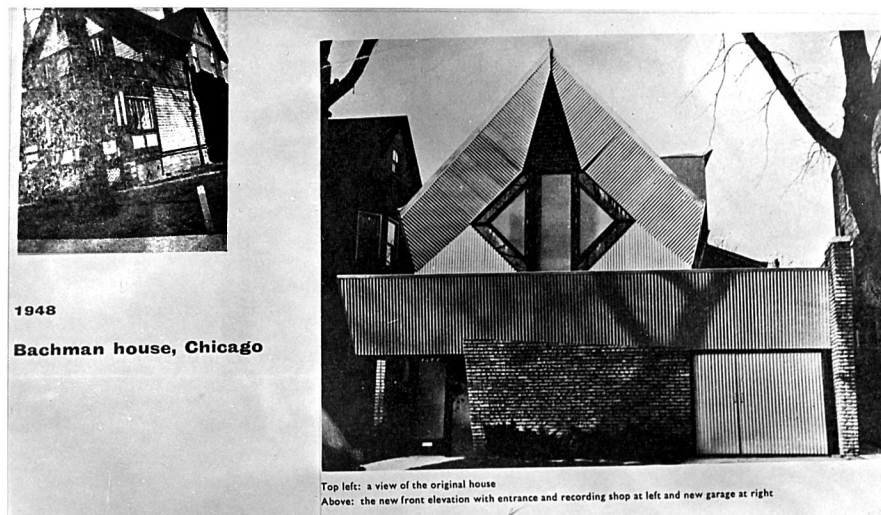 1948
Bachman house, Chicago
Top left: a view of the original house
Above: the new front elevation with entrance and recording shop at left and new garage at right